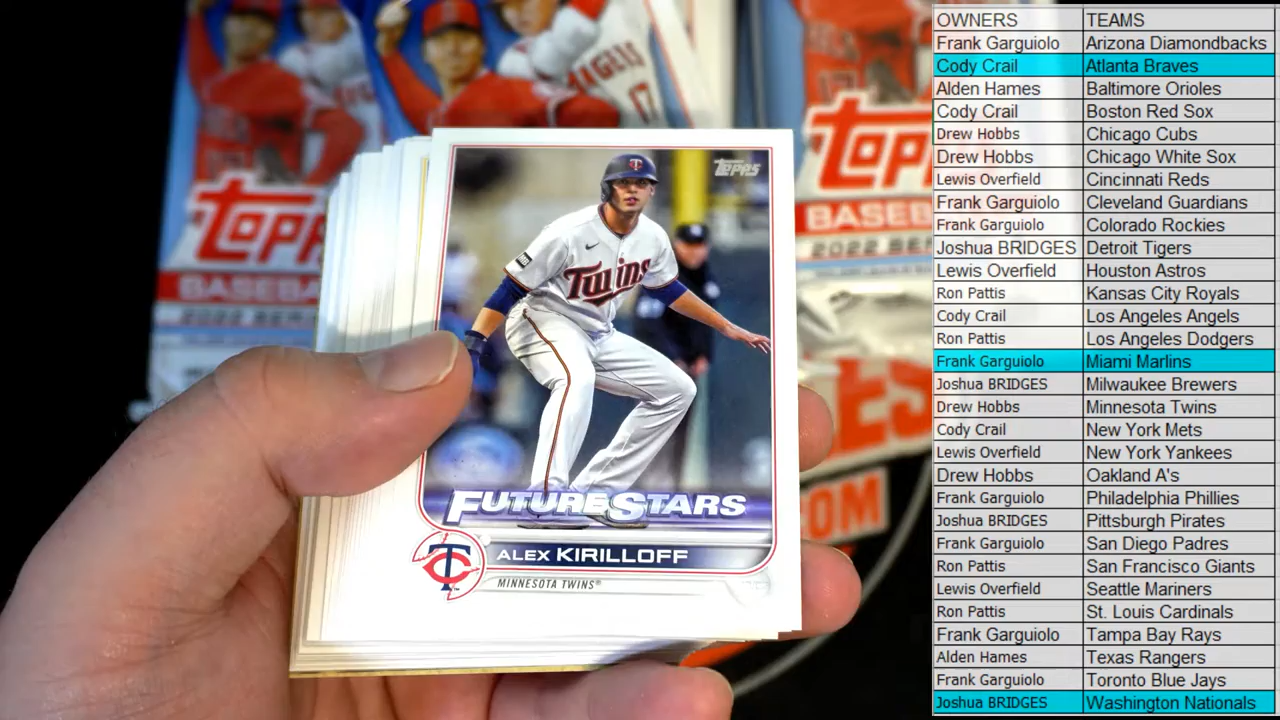 TOPPS
BASEBA
2022 SER
ANGELS
17
TOPPS
BASEB
2022 SER
.COM
TOPPS
Twins
FUTURE STARS
ALEX KIRILLOFF
MINNESOTA TWINS®
OWNERS TEAMS
Frank Garguiolo Arizona Diamondbacks
Cody Crail Atlanta Braves
Alden Hames Baltimore Orioles
Cody Crail Boston Red Sox
Drew Hobbs Chicago Cubs
Drew Hobbs Chicago White Sox
Lewis Overfield Cincinnati Reds
Frank Garguiolo Cleveland Guardians
Frank Garguiolo Colorado Rockies
Joshua BRIDGES Detroit Tigers
Lewis Overfield Houston Astros
Ron Pattis Kansas City Royals
Cody Crail Los Angeles Angels
Ron Pattis Los Angeles Dodgers
Frank Garguiolo Miami Marlins
Joshua BRIDGES Milwaukee Brewers
Drew Hobbs Minnesota Twins
Cody Crail New York Mets
Lewis Overfield New York Yankees
Drew Hobbs Oakland A's
Frank Garguiolo Philadelphia Phillies
Joshua BRIDGES Pittsburgh Pirates
Frank Garguiolo San Diego Padres
Ron Pattis San Francisco Giants
Lewis Overfield Seattle Mariners
Ron Pattis St. Louis Cardinals
Frank Garguiolo Tampa Bay Rays
Alden Hames Texas Rangers
Frank Garguiolo Toronto Blue Jays
Joshua BRIDGES Washington Nationals